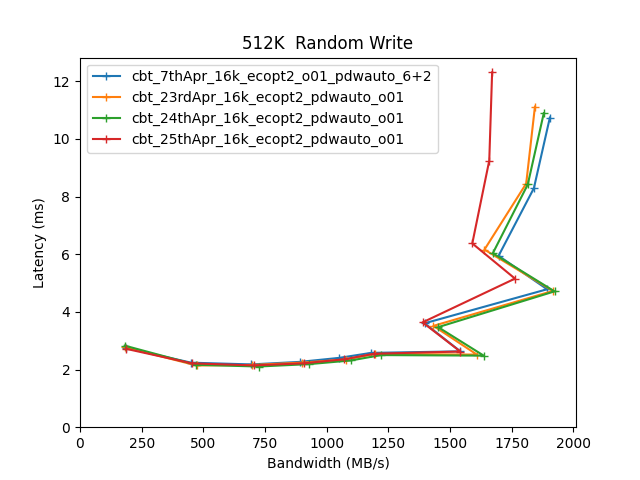 512K  Random Write
cbt_7thApr_16k_ecopt2_o01_pdwauto_6+2
cbt_23rdApr_16k_ecopt2_pdwauto_o01
cbt_24thApr_16k_ecopt2_pdwauto_o01
cbt_25thApr_16k_ecopt2_pdwauto_o01
Latency (ms)
12
10
8
6
4
2
0
0 250 500 750 1000 1250 1500 1750 2000
Bandwidth (MB/s)